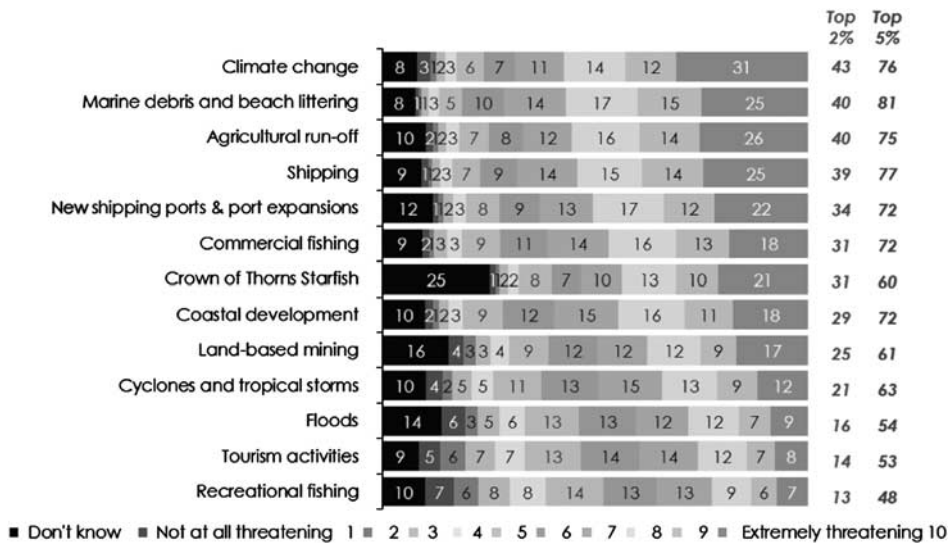 Top Top
2% 5%
Climate change 8 3 1 2 3 6 7 11 14 12 31 43 76
Marine debris and beach littering 8 1 1 1 3 5 10 14 17 15 25 40 81
Agricultural run-off 10 2 1 2 3 7 8 12 16 14 26 40 75
Shipping 9 1 1 2 3 7 9 14 15 14 25 39 77
New shipping ports & port expansions 12 1 1 2 3 8 9 13 17 12 22 34 72
Commercial fishing 9 2 3 3 9 11 14 16 13 18 31 72
Crown of Thorns Starfish 25 1 1 2 2 8 7 10 13 10 21 31 60
Coastal development 10 2 1 2 3 9 12 15 16 11 18 29 72
Land-based mining 16 4 3 3 4 9 12 12 12 9 17 25 61
Cyclones and tropical storms 10 4 2 5 5 11 13 15 13 9 12 21 63
Floods 14 6 3 5 6 13 13 12 12 7 9 16 54
Tourism activities 9 5 6 7 7 13 14 14 12 7 8 14 53
Recreational fishing 10 7 6 8 8 14 13 13 9 6 7 13 48
Don't know Not at all threatening 1 2 3 4 5 6 7 8 9 Extremely threatening 10